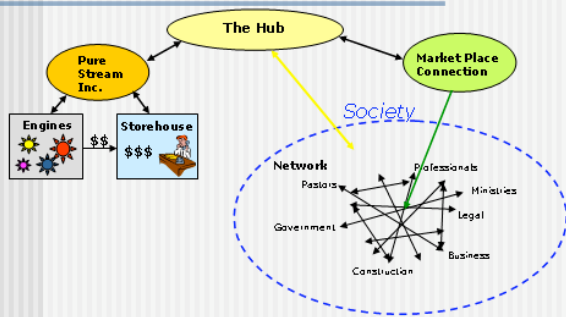 The Hub
Pure
Stream
Inc.
Market Place
Connection
Engines
$$
Storehouse
$$$
Society
Network
Professionals
Pastors
Ministries
Legal
Government
Business
Construction